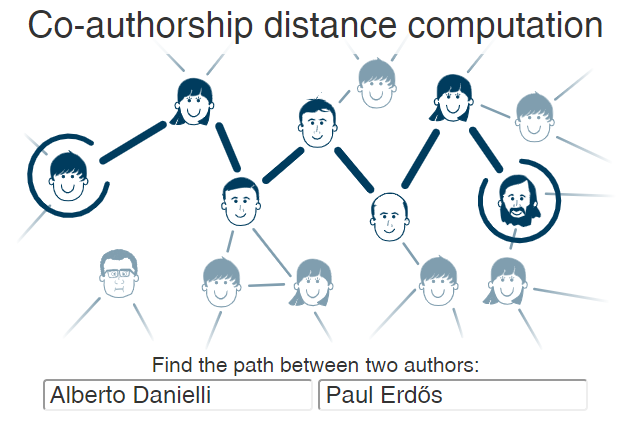 Co-authorship distance computation
Find the path between two authors:
Alberto Danielli
Paul Erdős